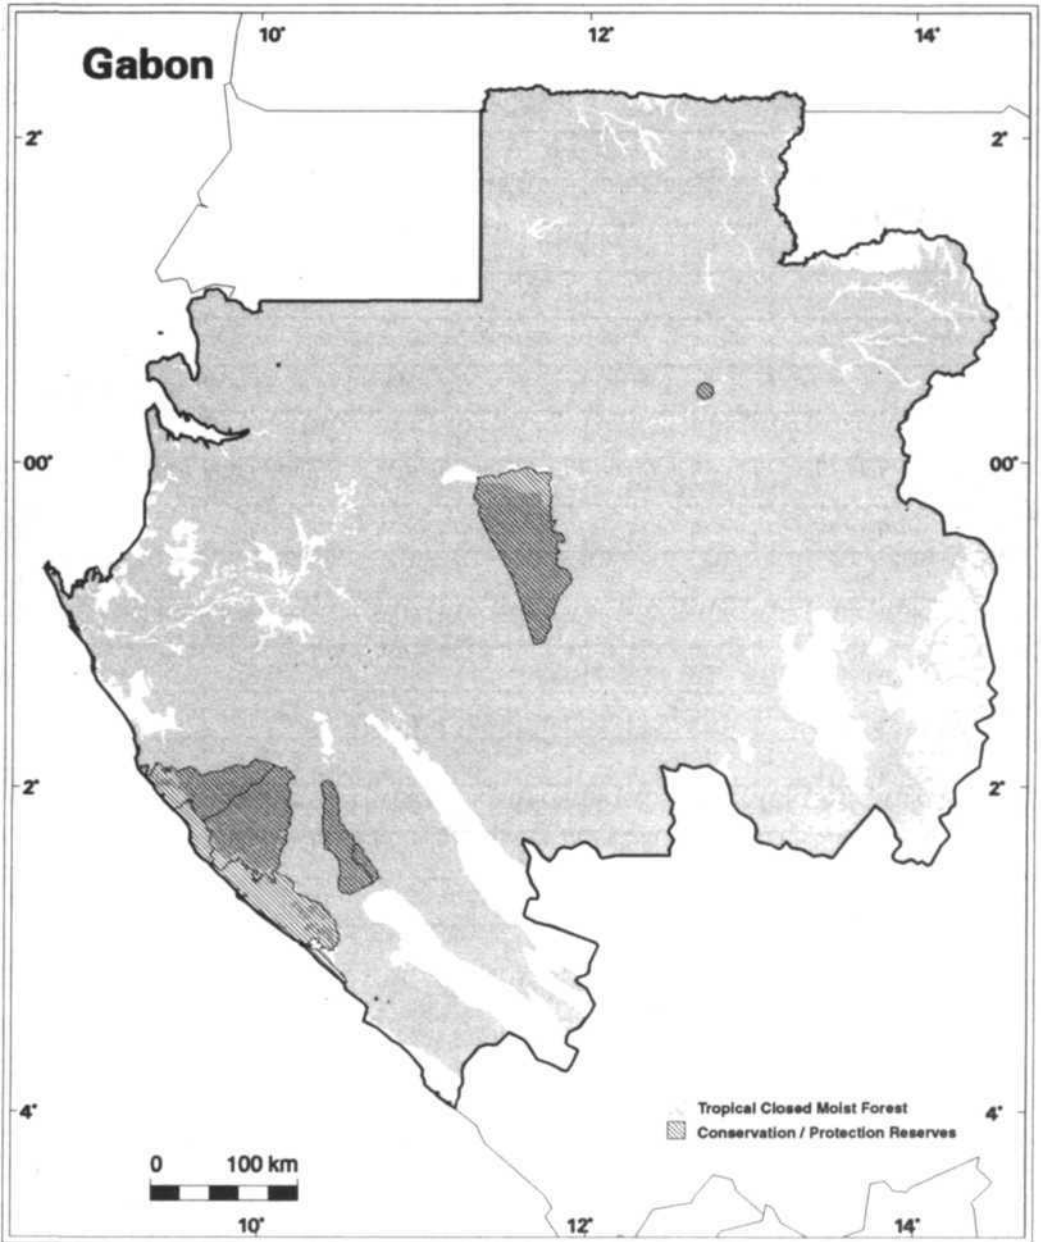 10° 12° 14°
Gabon
2° 2°
00° 00°
2° 2°
4° 4°
Tropical Closed Moist Forest
Conservation / Protection Reserves
0 100 km
10° 12° 14°